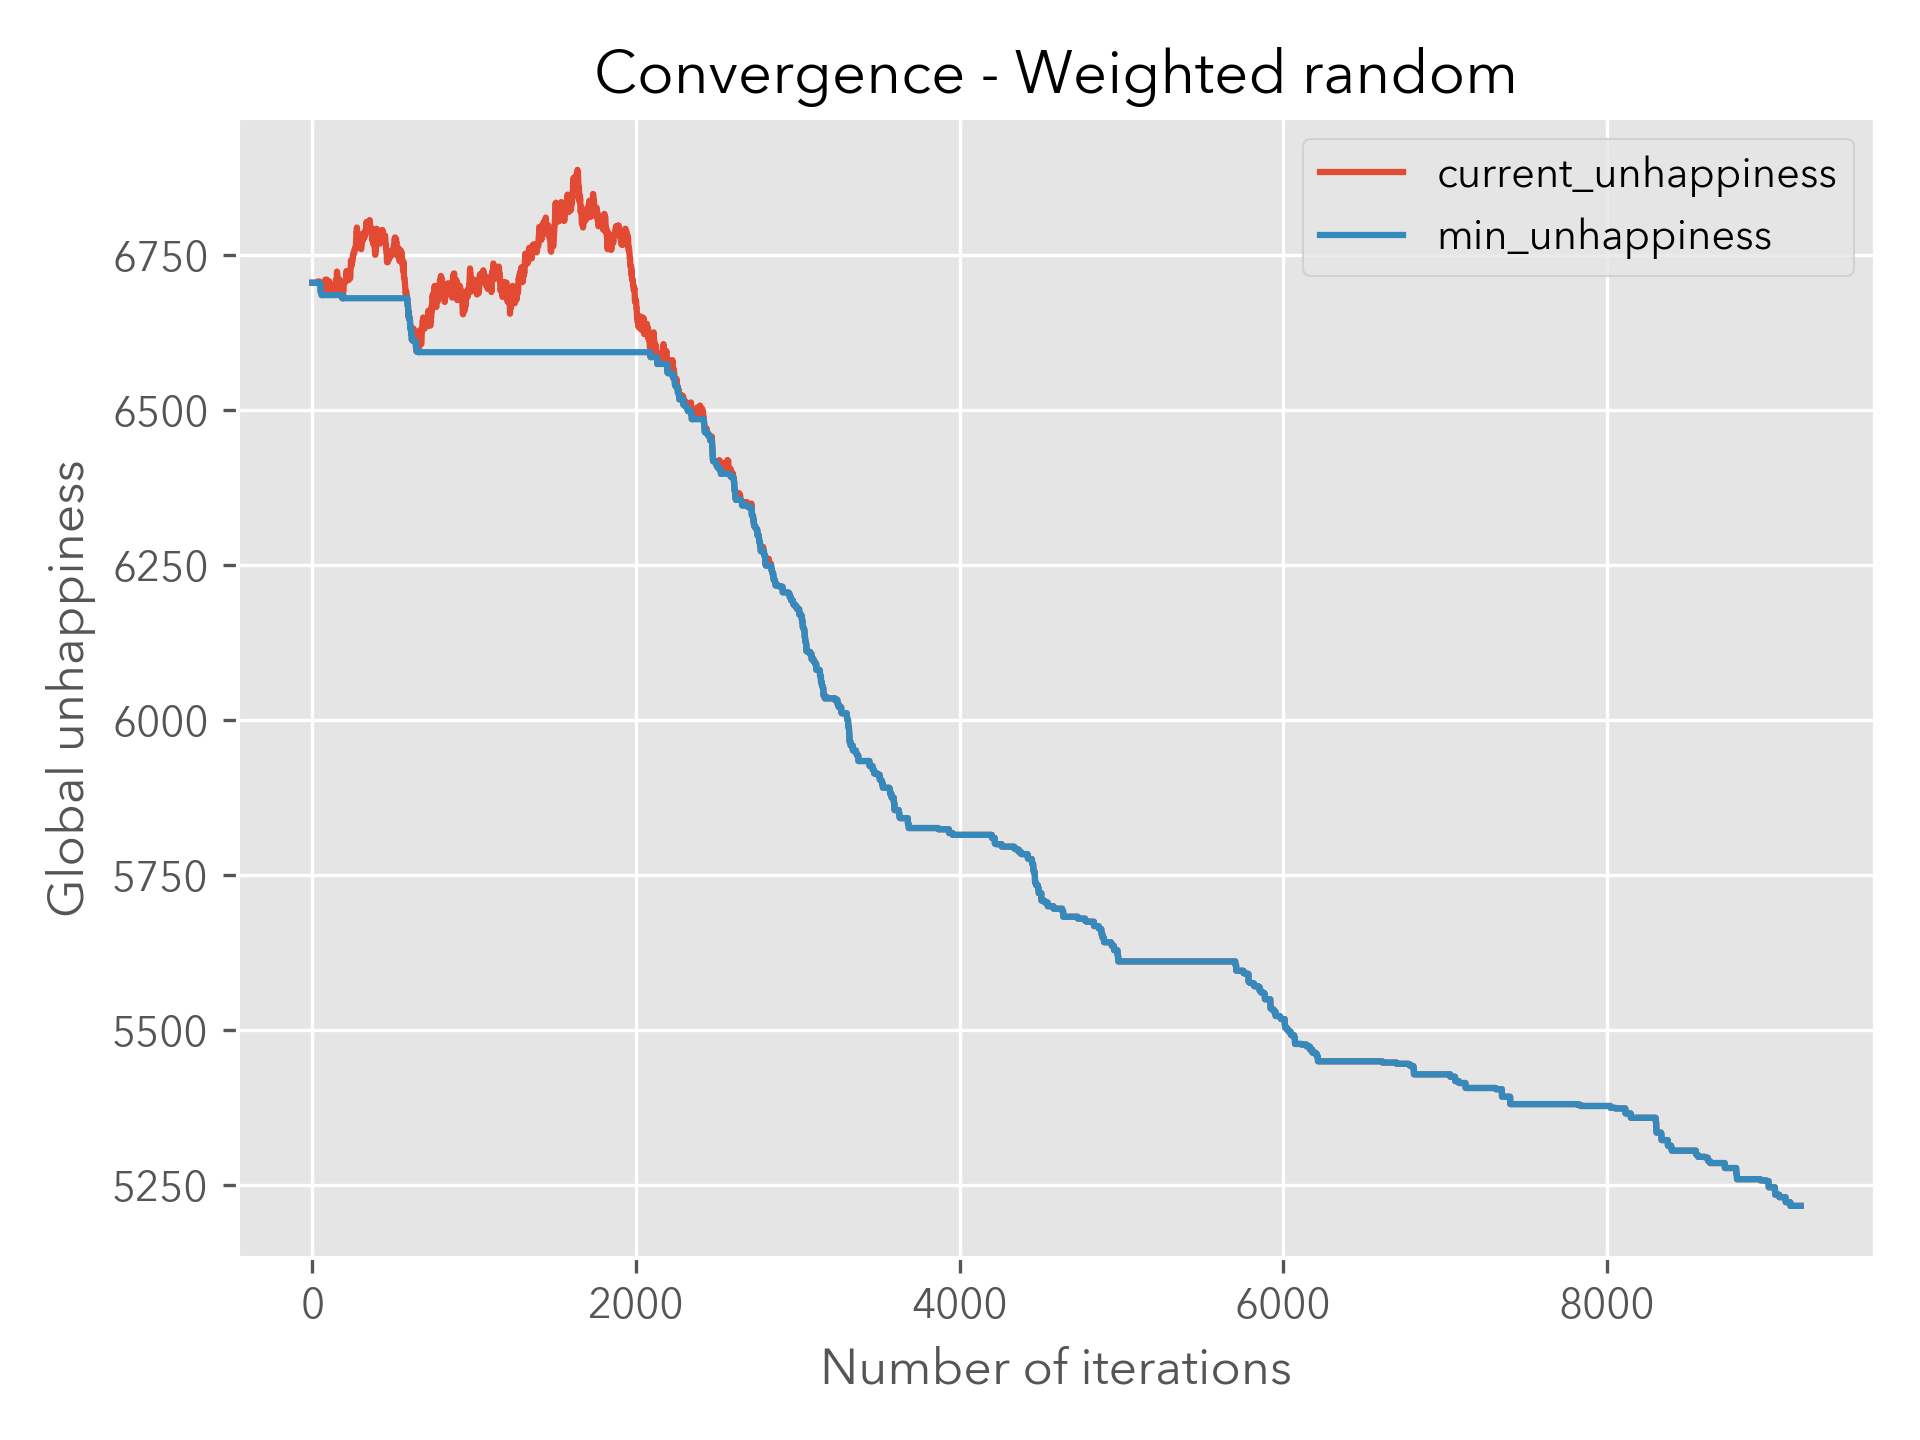 Convergence - Weighted random
current_unhappiness
min_unhappiness
Global unhappiness
6750
6500
6250
6000
5750
5500
5250
0 2000 4000 6000 8000
Number of iterations